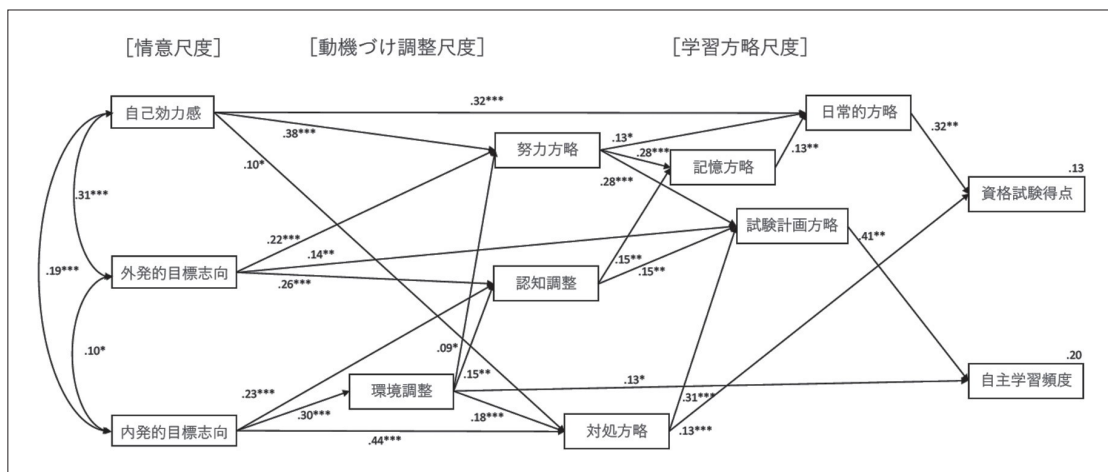 [情意尺度]
[動機づけ調整尺度]
[学習方略尺度]
自己効力感
外発的目標志向
内発的目標志向
努力方略
認知調整
環境調整
対処方略
日常的方略
記憶方略
試験計画方略
資格試験得点
自主学習頻度
.32***
.38***
.10*
.13*
.28***
.28***
.13**
.32**
.13
.31***
.22***
.14**
.26***
.19***
.15**
.15**
.41**
.10*
.09*
.15**
.23***
.30***
.18***
.44***
.13*
.31***
.13***
.20